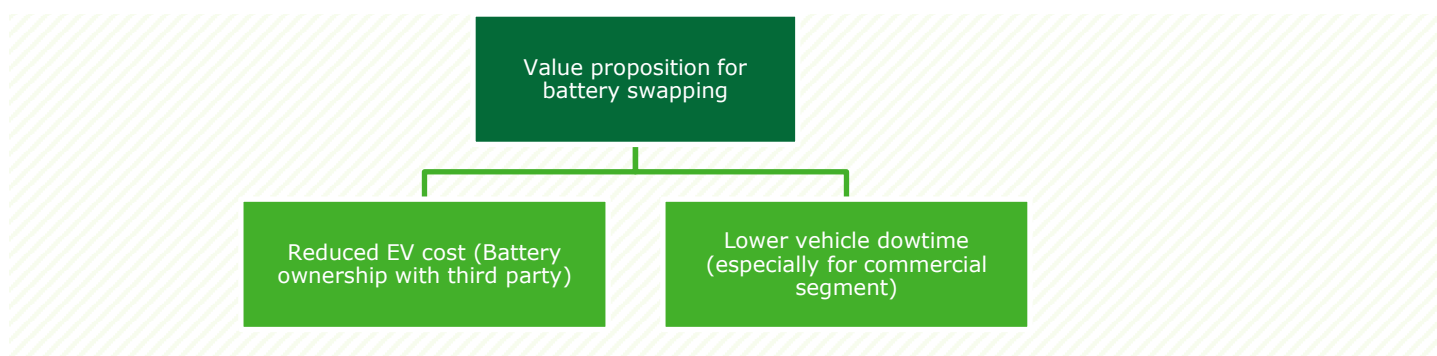 Value proposition for
battery swapping
Reduced EV cost (Battery
ownership with third party)
Lower vehicle dowtime
(especially for commercial
segment)